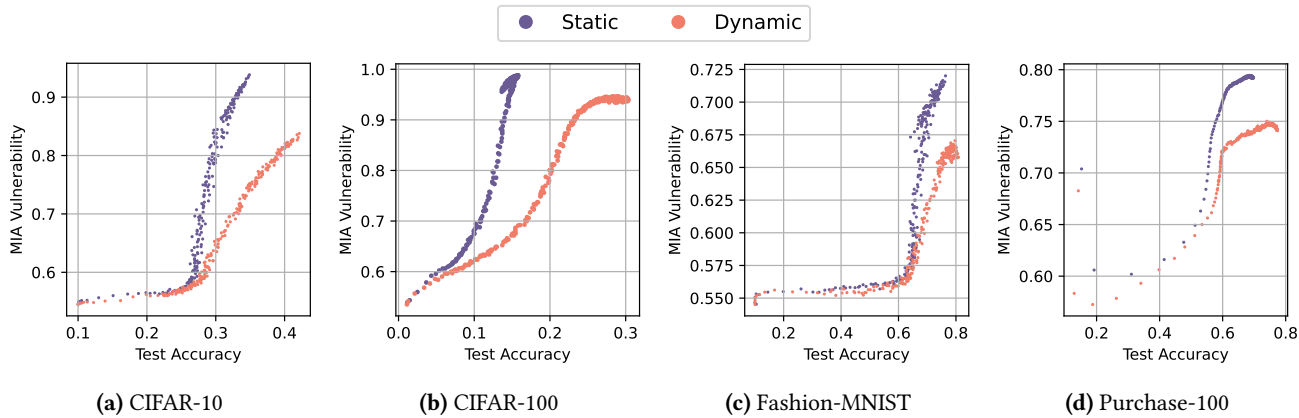 Static Dynamic
MIA Vulnerability
0.9
0.8
0.7
0.6
0.1 0.2 0.3 0.4
Test Accuracy
(a) CIFAR-10
MIA Vulnerability
1.0
0.9
0.8
0.7
0.6
0.0 0.1 0.2 0.3
Test Accuracy
(b) CIFAR-100
MIA Vulnerability
0.725
0.700
0.675
0.650
0.625
0.600
0.575
0.550
0.2 0.4 0.6 0.8
Test Accuracy
(c) Fashion-MNIST
MIA Vulnerability
0.80
0.75
0.70
0.65
0.60
0.2 0.4 0.6 0.8
Test Accuracy
(d) Purchase-100